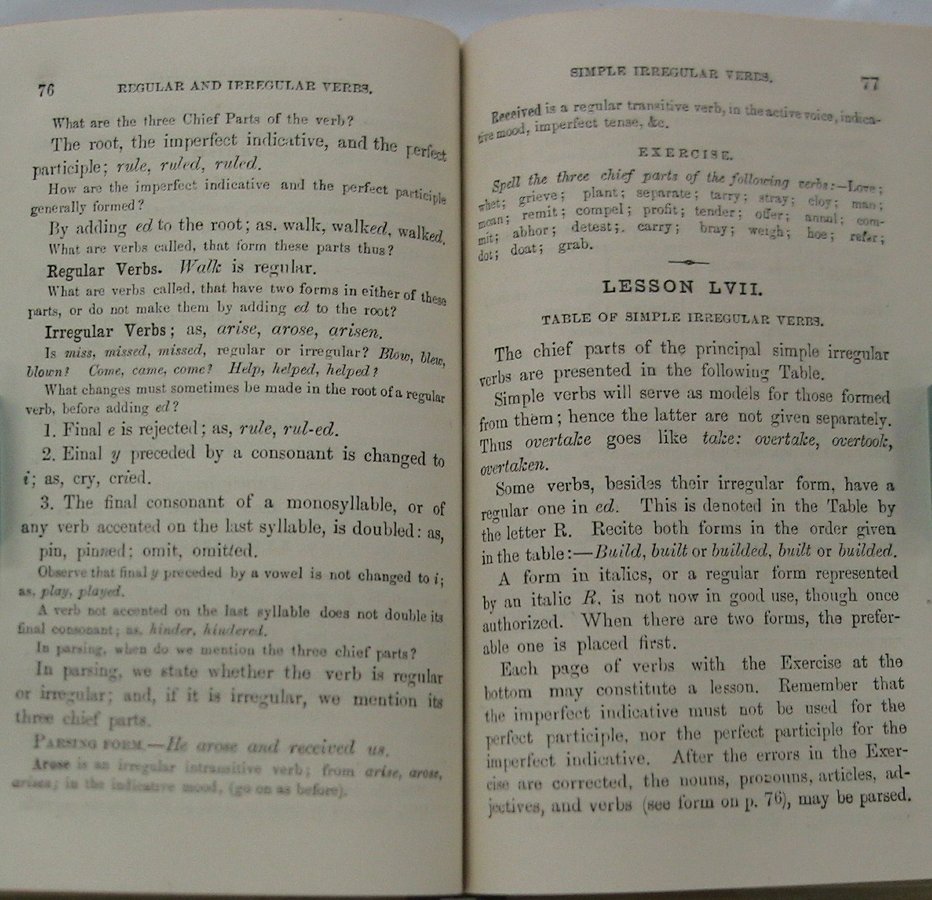 76 REGULAR AND IRREGULAR VERBS.
What are the three Chief Parts of the verb?
The root, the imperfect indicative, and the perfect
participle; rule, ruled, ruled.
How are the imperfect indicative and the perfect participle
generally formed?
By adding ed to the root; as. walk, walked, walked.
What are verbs called, that form these parts thus?
Regular Verbs. Walk is regular.
What are verbs called, that have two forms in either of these
parts, or do not make them by adding ed to the root?
Irregular Verbs; as, arise, arose, arisen.
Is miss, missed, missed, regular or irregular? Blow, blew,
blown? Come, came, come? Help, helped, helped?
What changes must sometimes be made in the root of a regular
verb, before adding ed?
1. Final e is rejected; as, rule, rul-ed.
2. Einal y preceded by a consonant is changed to
i; as, cry, cried.
3. The final consonant of a monosyllable, or of
any verb accented on the last syllable, is doubled: as,
pin, pinned; omit, omitted.
Observe that final y preceded by a vowel is not changed to i;
as, play, played.
A verb not accented on the last syllable does not double its
final consonant; as, hinder, hindered.
In parsing, when do we mention the three chief parts?
In parsing, we state whether the verb is regular
or irregular; and, if it is irregular, we mention its
three chief parts.
PARSING FORM.—He arose and received us.
Arose is an irregular intransitive verb; from arise, arose,
arisen; in the indicative mood, (go on as before).
SIMPLE IRREGULAR VERBS. 77
Received is a regular transitive verb, in the active voice, indica-
tive mood, imperfect tense, &c.
EXERCISE.
Spell the three chief parts of the following verbs:—Love;
whet; grieve; plant; separate; tarry; stray; cloy; man;
moan; remit; compel; profit; tender; offer; annul; com-
mit; abhor; detest;. carry; bray; weigh; hoe; refer;
dot; doat; grab.
LESSON LVII.
TABLE OF SIMPLE IRREGULAR VERBS.
The chief parts of the principal simple irregular
verbs are presented in the following Table.
Simple verbs will serve as models for those formed
from them; hence the latter are not given separately.
Thus overtake goes like take: overtake, overtook,
overtaken.
Some verbs, besides their irregular form, have a
regular one in ed. This is denoted in the Table by
the letter R. Recite both forms in the order given
in the table:—Build, built or builded, built or builded.
A form in italics, or a regular form represented
by an italic R, is not now in good use, though once
authorized. When there are two forms, the prefer-
able one is placed first.
Each page of verbs with the Exercise at the
bottom may constitute a lesson. Remember that
the imperfect indicative must not be used for the
perfect participle, nor the perfect participle for the
imperfect indicative. After the errors in the Exer-
cise are corrected, the nouns, pronouns, articles, ad-
jectives, and verbs (see form on p. 76), may be parsed.